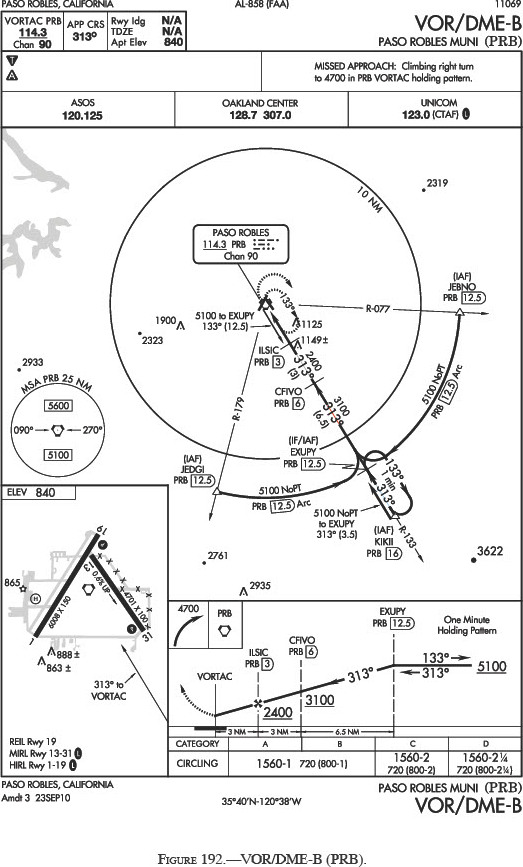 PASO ROBLES, CALIFORNIA
AL-858 (FAA)
11069
VORTAC PRB
114.3
Chan 90
APP CRS
313°
Rwy ldg N/A
TDZE N/A
Apt Elev 840
VOR/DME-B
PASO ROBLES MUNI (PRB)
T
A
MISSED APPROACH: Climbing right turn
to 4700 in PRB VORTAC holding pattern.
ASOS
120.125
OAKLAND CENTER
128.7 307.0
UNICOM
123.0 (CTAF) L
2319
10 NM
PASO ROBLES
114.3 PRB
Chan 90
(IAF)
JEBNO
PRB 12.5
R-077
133°
5100 to EXUPY
133° (12.5)
1900
2323
1125
1149±
ILSIC
PRB 3
2400
313°
(3)
CFIVO
PRB 6
3100
313°
(6.5)
5100 NoPT
PRB 12.5 Arc
2933
MSA PRB 25 NM
5600
090°
270°
5100
R-179
(IF/IAF)
EXUPY
PRB 12.5
(IAF)
JEDGI
PRB 12.5
5100 NoPT
PRB 12.5 Arc
133°
1 min
313°
5100 NoPT
to EXUPY
313° (3.5)
(IAF)
KIKII
PRB 16
R-133
2761
3622
2935
ELEV 840
19
31
13
1
0.6% UP
6008 X 150
4701 X 100
865
H
888 ±
863 ±
313° to
VORTAC
REIL Rwy 19
MIRL Rwy 13-31 L
HIRL Rwy 1-19 L
4700
PRB
VORTAC
ILSIC
PRB 3
CFIVO
PRB 6
EXUPY
PRB 12.5
One Minute
Holding Pattern
133°
313°
5100
313°
3100
2400
3 NM
3 NM
6.5 NM
CATEGORY A B C D
CIRCLING 1560-1 720 (800-1) 1560-2 720 (800-2) 1560-2¼ 720 (800-2¼)
PASO ROBLES, CALIFORNIA
Amdt 3 23SEP10
35°40'N-120°38'W
PASO ROBLES MUNI (PRB)
VOR/DME-B
FIGURE 192.—VOR/DME-B (PRB).